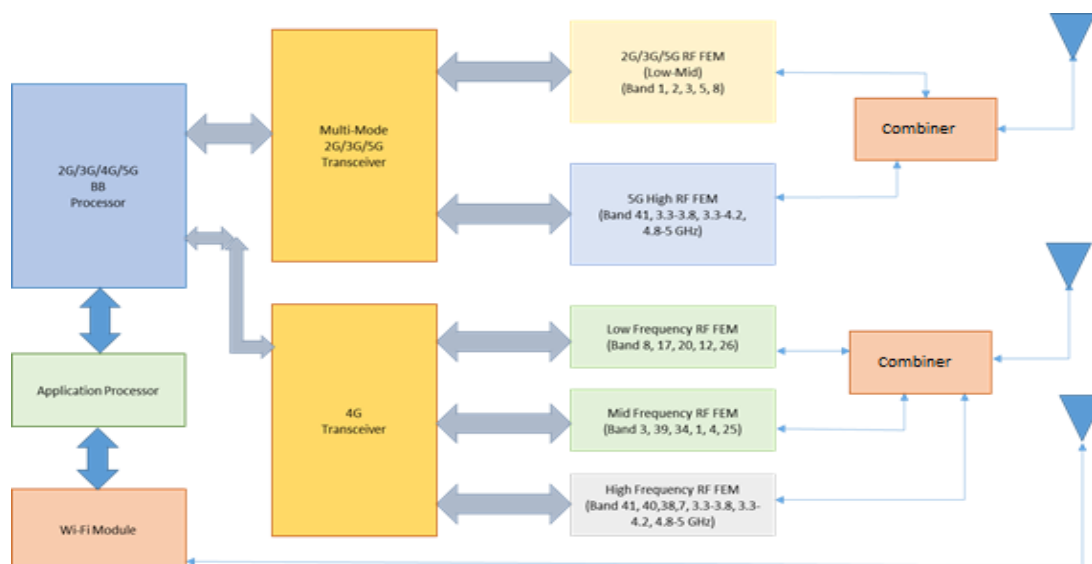 2G/3G/4G/5G
BB
Processor
Application Processor
Wi-Fi Module
Multi-Mode
2G/3G/5G
Transceiver
4G
Transceiver
2G/3G/5G RF FEM
(Low-Mid)
(Band 1, 2, 3, 5, 8)
5G High RF FEM
(Band 41, 3.3-3.8, 3.3-4.2,
4.8-5 GHz)
Low Frequency RF FEM
(Band 8, 17, 20, 12, 26)
Mid Frequency RF FEM
(Band 3, 39, 34, 1, 4, 25)
High Frequency RF FEM
(Band 41, 40,38,7, 3.3-3.8, 3.3-
4.2, 4.8-5 GHz)
Combiner
Combiner